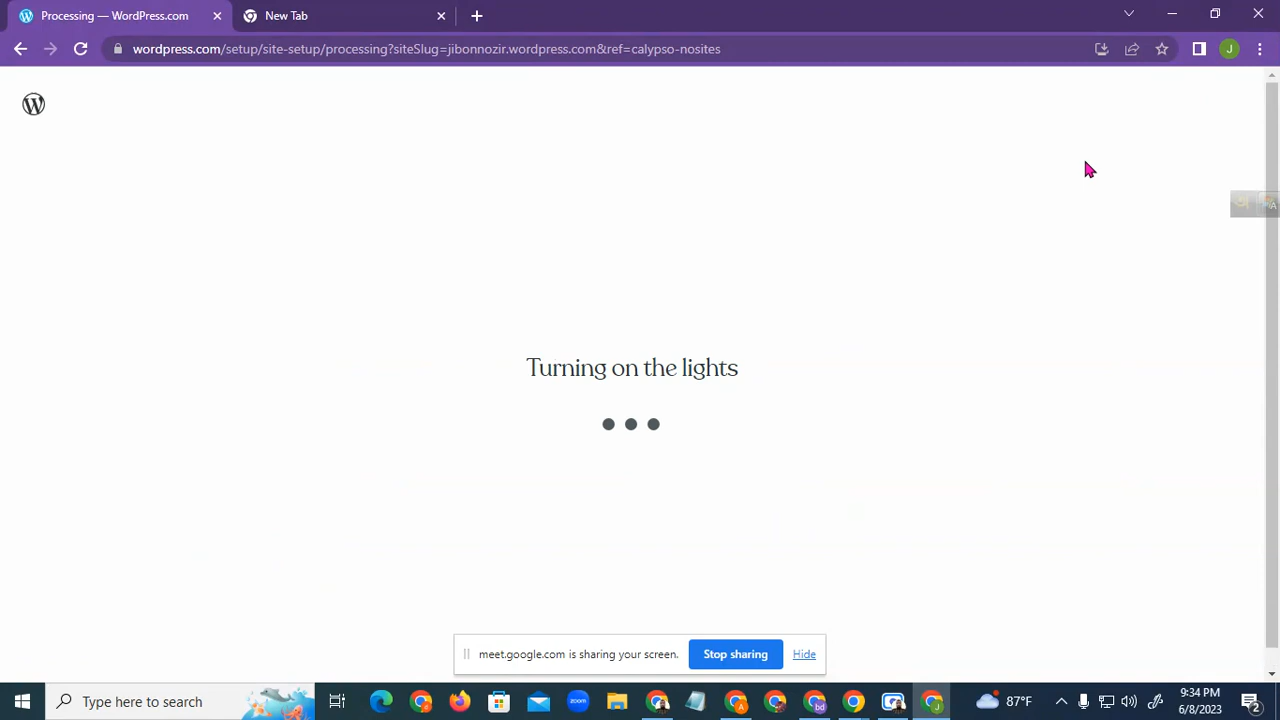 Processing — WordPress.com
New Tab
wordpress.com/setup/site-setup/processing?siteSlug=jibonnozir.wordpress.com&ref=calypso-nosites
J
Turning on the lights
meet.google.com is sharing your screen.
Stop sharing
Hide
Type here to search
zoom
87°F
9:34 PM
6/8/2023
2